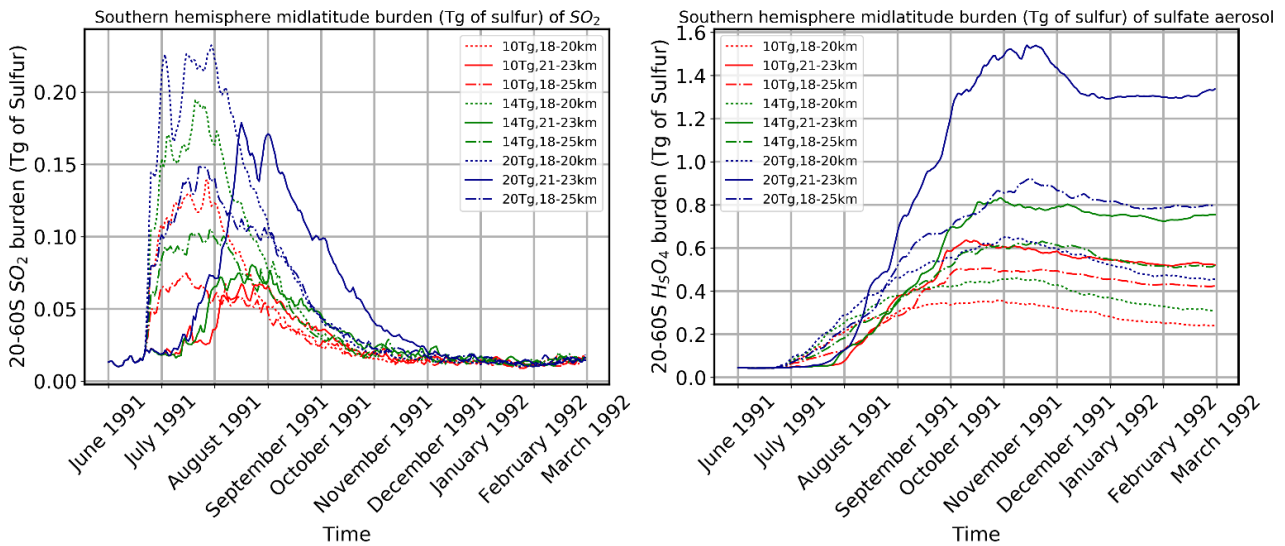 Southern hemisphere midlatitude burden (Tg of sulfur) of SO2
20-60S SO2 burden (Tg of Sulfur)
0.20
0.15
0.10
0.05
0.00
10Tg,18-20km
10Tg,21-23km
10Tg,18-25km
14Tg,18-20km
14Tg,21-23km
14Tg,18-25km
20Tg,18-20km
20Tg,21-23km
20Tg,18-25km
June 1991
July 1991
August 1991
September 1991
October 1991
November 1991
December 1991
January 1992
February 1992
March 1992
Time
Southern hemisphere midlatitude burden (Tg of sulfur) of sulfate aerosol
20-60S HSO4 burden (Tg of Sulfur)
1.6
1.4
1.2
1.0
0.8
0.6
0.4
0.2
0.0
10Tg,18-20km
10Tg,21-23km
10Tg,18-25km
14Tg,18-20km
14Tg,21-23km
14Tg,18-25km
20Tg,18-20km
20Tg,21-23km
20Tg,18-25km
June 1991
July 1991
August 1991
September 1991
October 1991
November 1991
December 1991
January 1992
February 1992
March 1992
Time